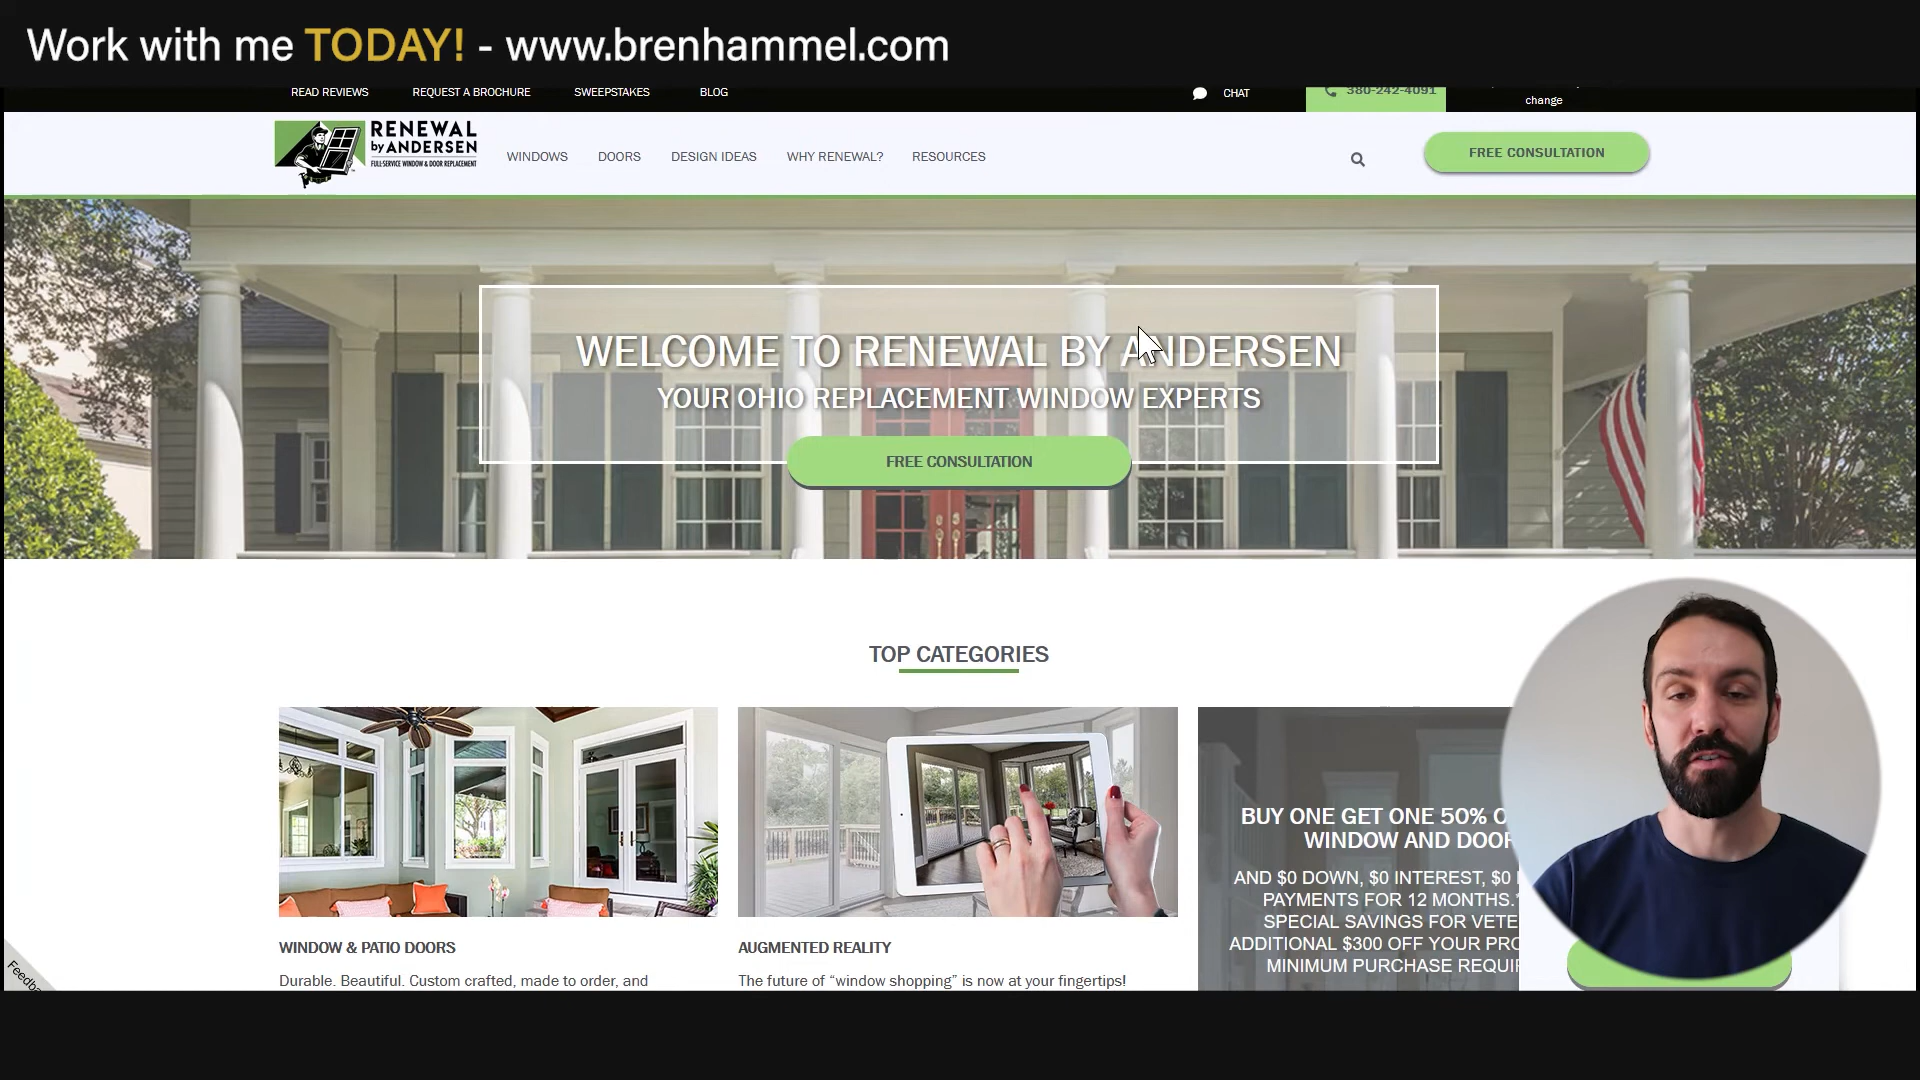 Work with me TODAY! - www.brenhammel.com
READ REVIEWS
REQUEST A BROCHURE
SWEEPSTAKES
BLOG
CHAT
380-242-4091
change
RENEWAL
by ANDERSEN
FULL-SERVICE WINDOW & DOOR REPLACEMENT
WINDOWS
DOORS
DESIGN IDEAS
WHY RENEWAL?
RESOURCES
FREE CONSULTATION
WELCOME TO RENEWAL BY ANDERSEN
YOUR OHIO REPLACEMENT WINDOW EXPERTS
FREE CONSULTATION
TOP CATEGORIES
BUY ONE GET ONE 50%
WINDOW AND DOOR
AND $0 DOWN, $0 INTEREST, $0
PAYMENTS FOR 12 MONTHS.
SPECIAL SAVINGS FOR
ADDITIONAL $300 OFF YOUR
MINIMUM PURCHASE
WINDOW & PATIO DOORS
Durable. Beautiful. Custom crafted, made to order, and
AUGMENTED REALITY
The future of “window shopping” is now at your fingertips!